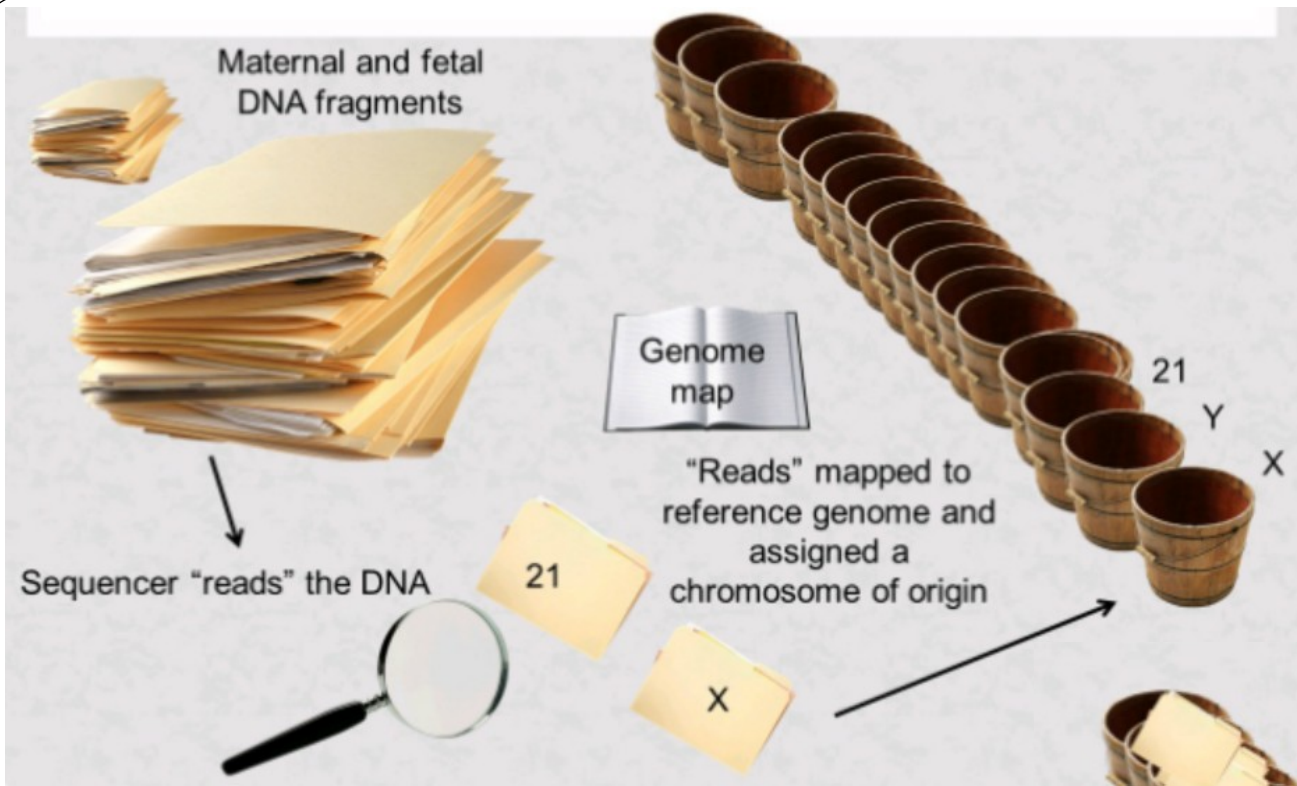 Maternal and fetal
DNA fragments
Genome
map
21
Y
X
“Reads” mapped to
reference genome and
assigned a
chromosome of origin
Sequencer “reads” the DNA
21
X